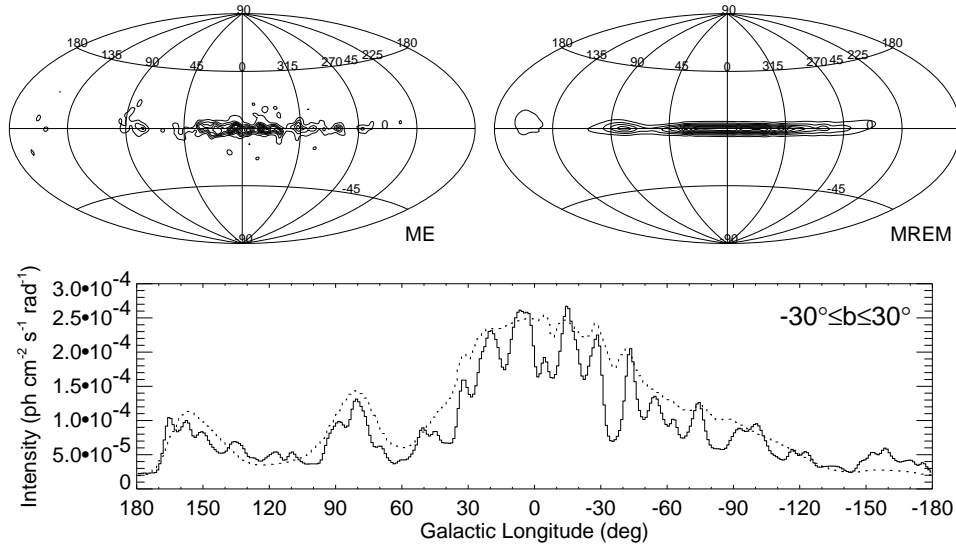 90
180 135 90 45 0 315 270 45 225 180
0
-45
90
ME
90
180 135 90 45 0 315 270 45 225 180
0
-45
90
MREM
-30°≤b≤30°
Intensity (ph cm⁻² s⁻¹ rad⁻¹)
3.0•10⁻⁴
2.5•10⁻⁴
2.0•10⁻⁴
1.5•10⁻⁴
1.0•10⁻⁴
5.0•10⁻⁵
0
180 150 120 90 60 30 0 -30 -60 -90 -120 -150 -180
Galactic Longitude (deg)